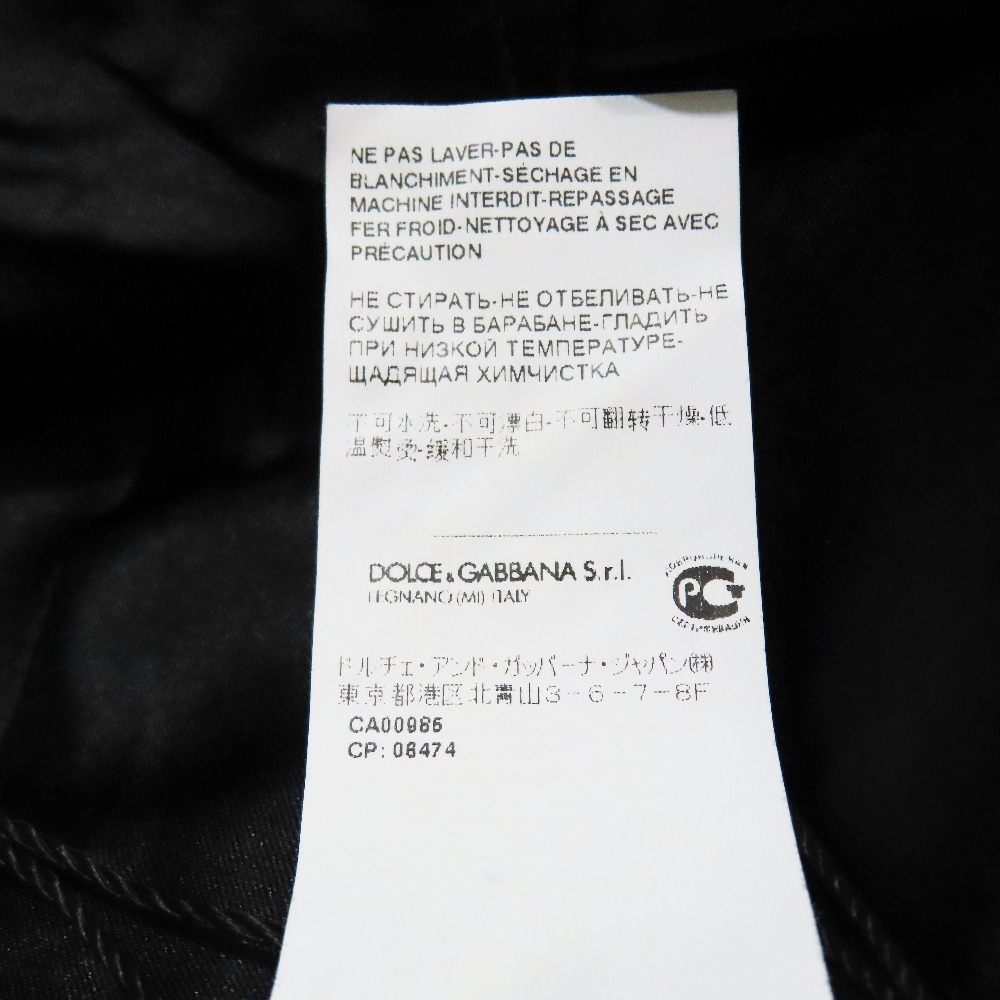 NE PAS LAVER-PAS DE
BLANCHIMENT-SÉCHAGE EN
MACHINE INTERDIT-REPASSAGE
FER FROID-NETTOYAGE À SEC AVEC
PRÉCAUTION
НЕ СТИРАТЬ-НЕ ОТБЕЛИВАТЬ-НЕ
СУШИТЬ В БАРАБАНЕ-ГЛАДИТЬ
ПРИ НИЗКОЙ ТЕМПЕРАТУРЕ-
ЩАДЯЩАЯ ХИМЧИСТКА
不可水洗-不可漂白-不可翻转干燥-低
温熨烫-缓和干洗
DOLCE & GABBANA S.r.l.
LEGNANO (MI) ITALY
РСТ
ドルチェ・アンド・ガッバーナ・ジャパン㈱
東京都港区北青山3-6-7-8F
CA00986
CP: 08474